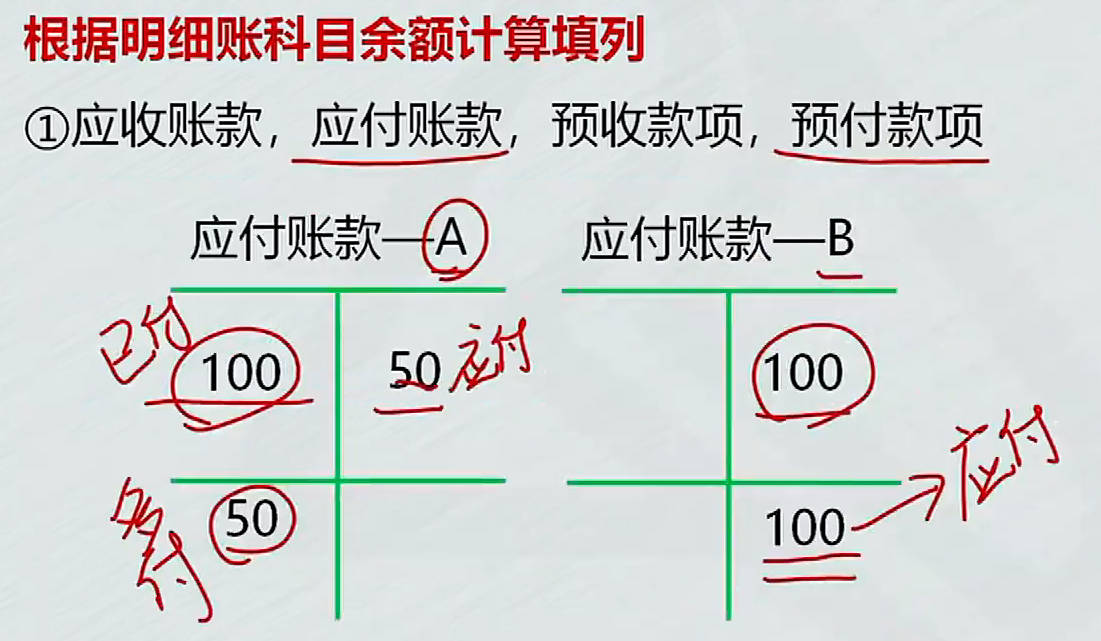 根据明细账科目余额计算填列
①应收账款，应付账款，预收款项，预付款项
应付账款—A 应付账款—B
已付 100 50 应付 100
多付 50 100 应付